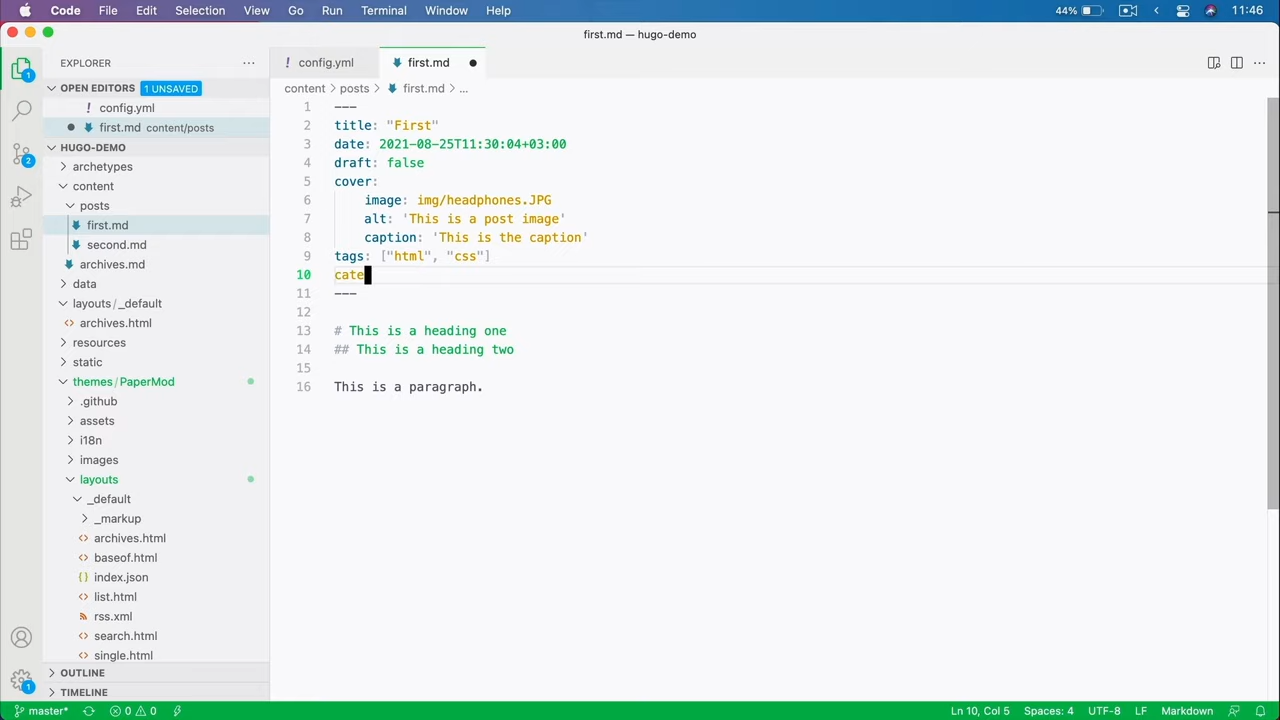 Code File Edit Selection View Go Run Terminal Window Help 44% 11:46
first.md — hugo-demo
EXPLORER
config.yml first.md
OPEN EDITORS 1 UNSAVED
content > posts > first.md > ...
config.yml
first.md content/posts
HUGO-DEMO
archetypes
content
posts
first.md
second.md
archives.md
data
layouts/_default
archives.html
resources
static
themes/PaperMod
.github
assets
i18n
images
layouts
_default
_markup
archives.html
baseof.html
index.json
list.html
rss.xml
search.html
single.html
OUTLINE
TIMELINE
1 ---
2 title: "First"
3 date: 2021-08-25T11:30:04+03:00
4 draft: false
5 cover:
6 image: img/headphones.JPG
7 alt: 'This is a post image'
8 caption: 'This is the caption'
9 tags: ["html", "css"]
10 cate
11 ---
12
13 # This is a heading one
14 ## This is a heading two
15
16 This is a paragraph.
1
2
1
master* 0 0 Ln 10, Col 5 Spaces: 4 UTF-8 LF Markdown